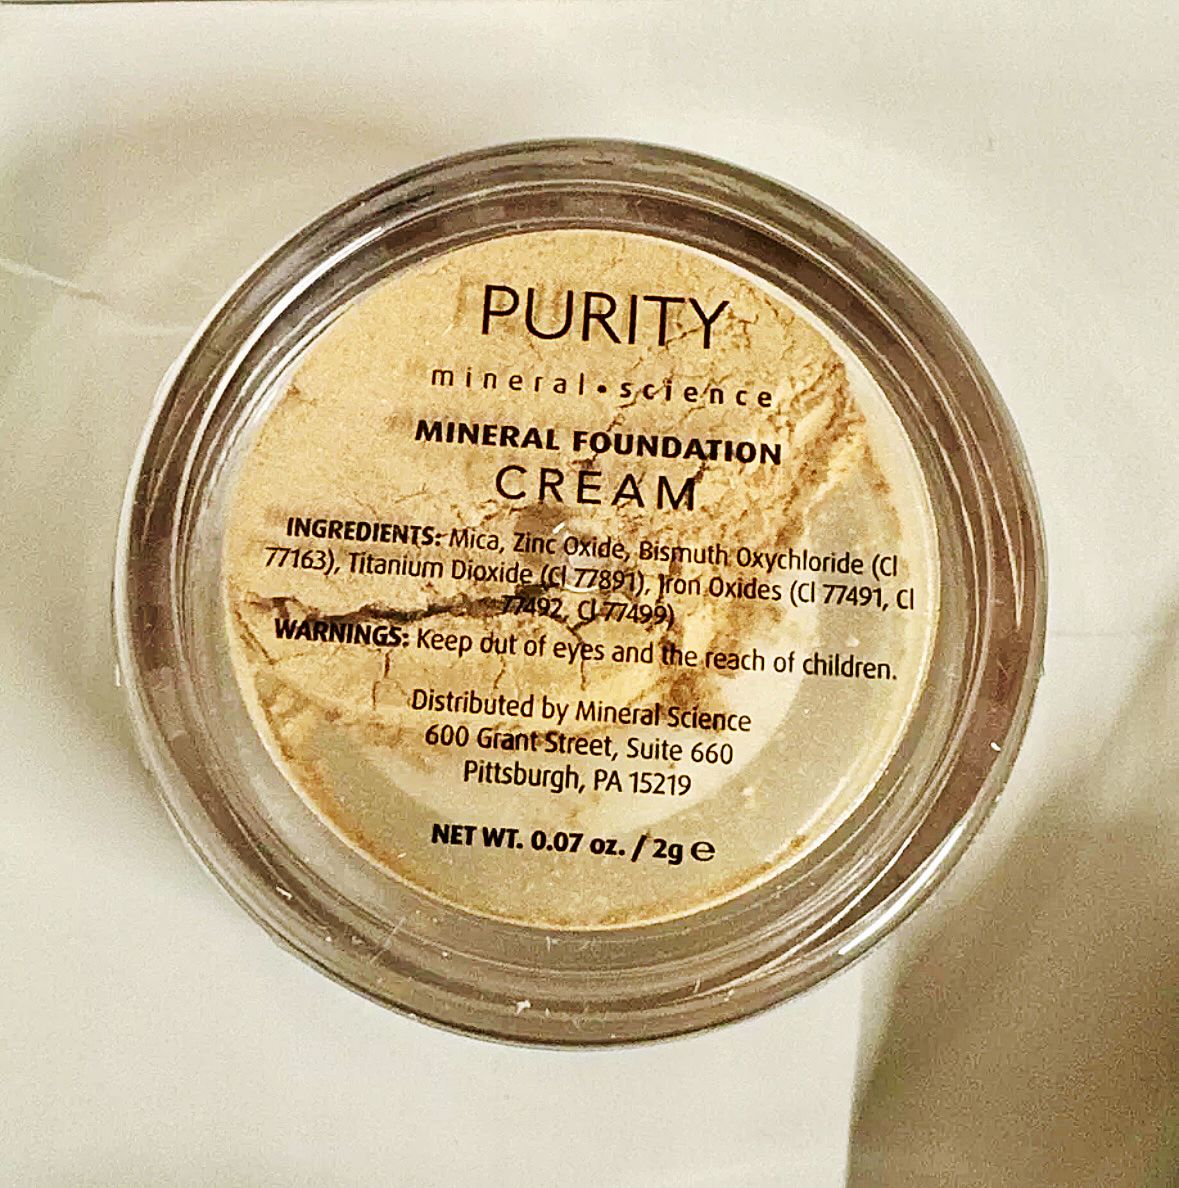 PURITY
mineral•science
MINERAL FOUNDATION
CREAM
INGREDIENTS: Mica, Zinc Oxide, Bismuth Oxychloride (CI
77163), Titanium Dioxide (CI 77891), Iron Oxides (CI 77491, CI
77492, CI 77499)
WARNINGS: Keep out of eyes and the reach of children.
Distributed by Mineral Science
600 Grant Street, Suite 660
Pittsburgh, PA 15219
NET WT. 0.07 oz. / 2g ℮